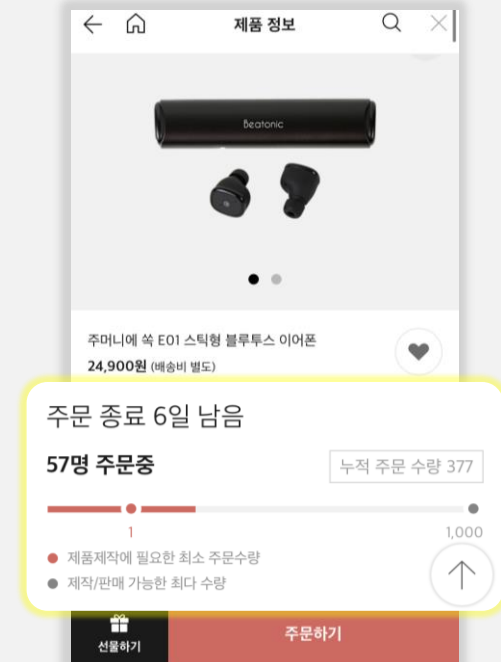 제품 정보
Beatonic
주머니에 쏙 E01 스틱형 블루투스 이어폰
24,900원 (배송비 별도)
주문 종료 6일 남음
57명 주문중
누적 주문 수량 377
1
1,000
제품제작에 필요한 최소 주문수량
제작/판매 가능한 최다 수량
선물하기
주문하기